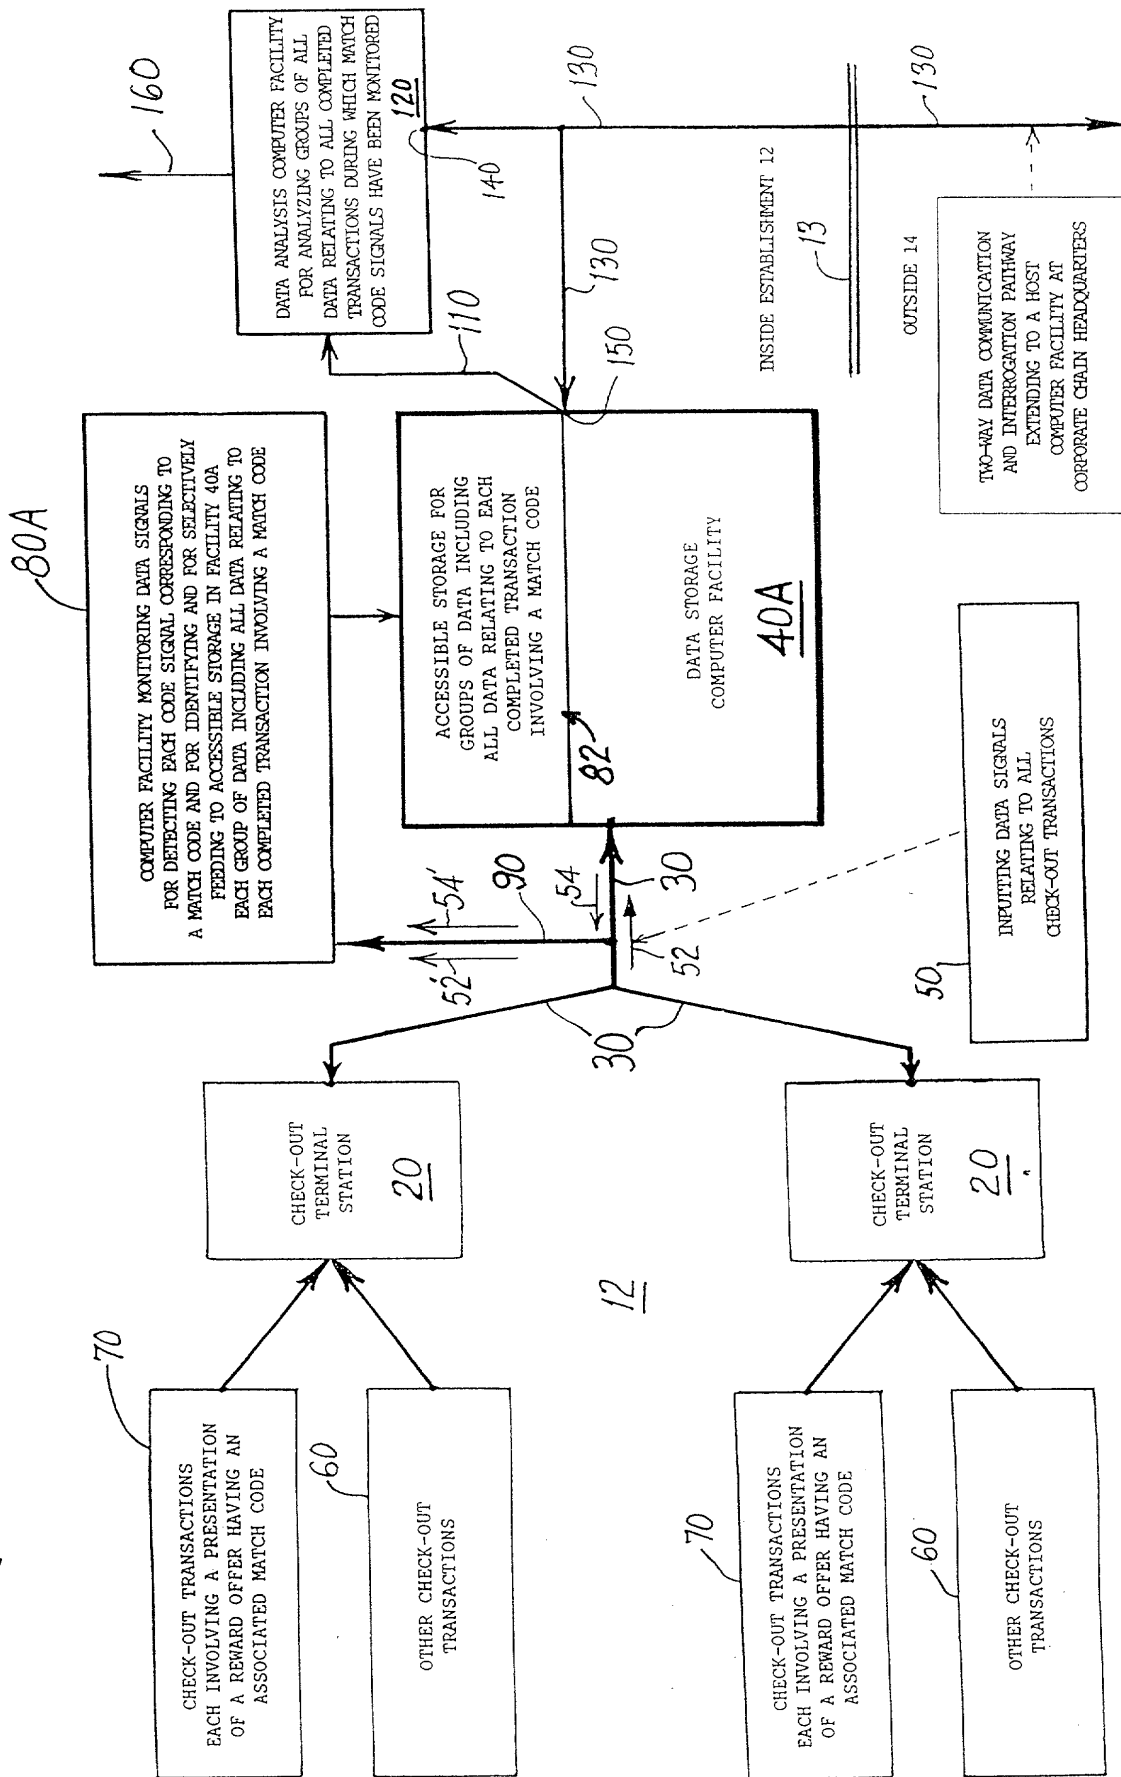 80A
COMPUTER FACILITY MONITORING DATA SIGNALS
FOR DETECTING EACH CODE SIGNAL CORRESPONDING TO
A MATCH CODE AND FOR IDENTIFYING AND FOR SELECTIVELY
FEEDING TO ACCESSIBLE STORAGE IN FACILITY 40A
EACH GROUP OF DATA INCLUDING ALL DATA RELATING TO
EACH COMPLETED TRANSACTION INVOLVING A MATCH CODE
160
DATA ANALYSIS COMPUTER FACILITY
FOR ANALYZING GROUPS OF ALL
DATA RELATING TO ALL COMPLETED
TRANSACTIONS DURING WHICH MATCH
CODE SIGNALS HAVE BEEN MONITORED
120
140
110
130
130
150
70
CHECK-OUT TRANSACTIONS
EACH INVOLVING A PRESENTATION
OF A REWARD OFFER HAVING AN
ASSOCIATED MATCH CODE
60
OTHER CHECK-OUT
TRANSACTIONS
CHECK-OUT
TERMINAL
STATION
20
52'
54'
90
54
30
52
30
ACCESSIBLE STORAGE FOR
GROUPS OF DATA INCLUDING
ALL DATA RELATING TO EACH
COMPLETED TRANSACTION
INVOLVING A MATCH CODE
82
DATA STORAGE
COMPUTER FACILITY
40A
INSIDE ESTABLISHMENT 12
13
OUTSIDE 14
130
12
70
CHECK-OUT TRANSACTIONS
EACH INVOLVING A PRESENTATION
OF A REWARD OFFER HAVING AN
ASSOCIATED MATCH CODE
60
OTHER CHECK-OUT
TRANSACTIONS
CHECK-OUT
TERMINAL
STATION
20
50
INPUTTING DATA SIGNALS
RELATING TO ALL
CHECK-OUT TRANSACTIONS
TWO-WAY DATA COMMUNICATION
AND INTERROGATION PATHWAY
EXTENDING TO A HOST
COMPUTER FACILITY AT
CORPORATE CHAIN HEADQUARTERS